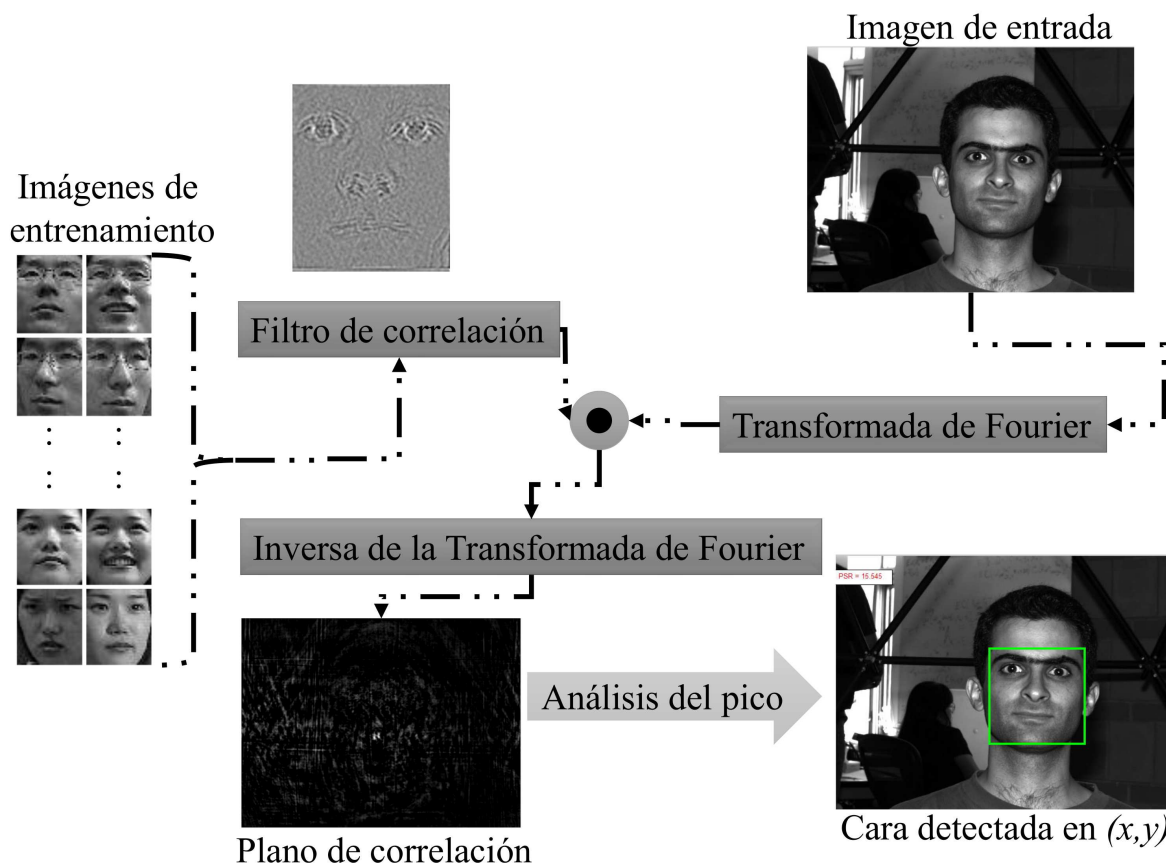 Imagen de entrada
Imágenes de
entrenamiento
Filtro de correlación
Transformada de Fourier
Inversa de la Transformada de Fourier
PSR = 15.545
Análisis del pico
Plano de correlación
Cara detectada en (x,y)